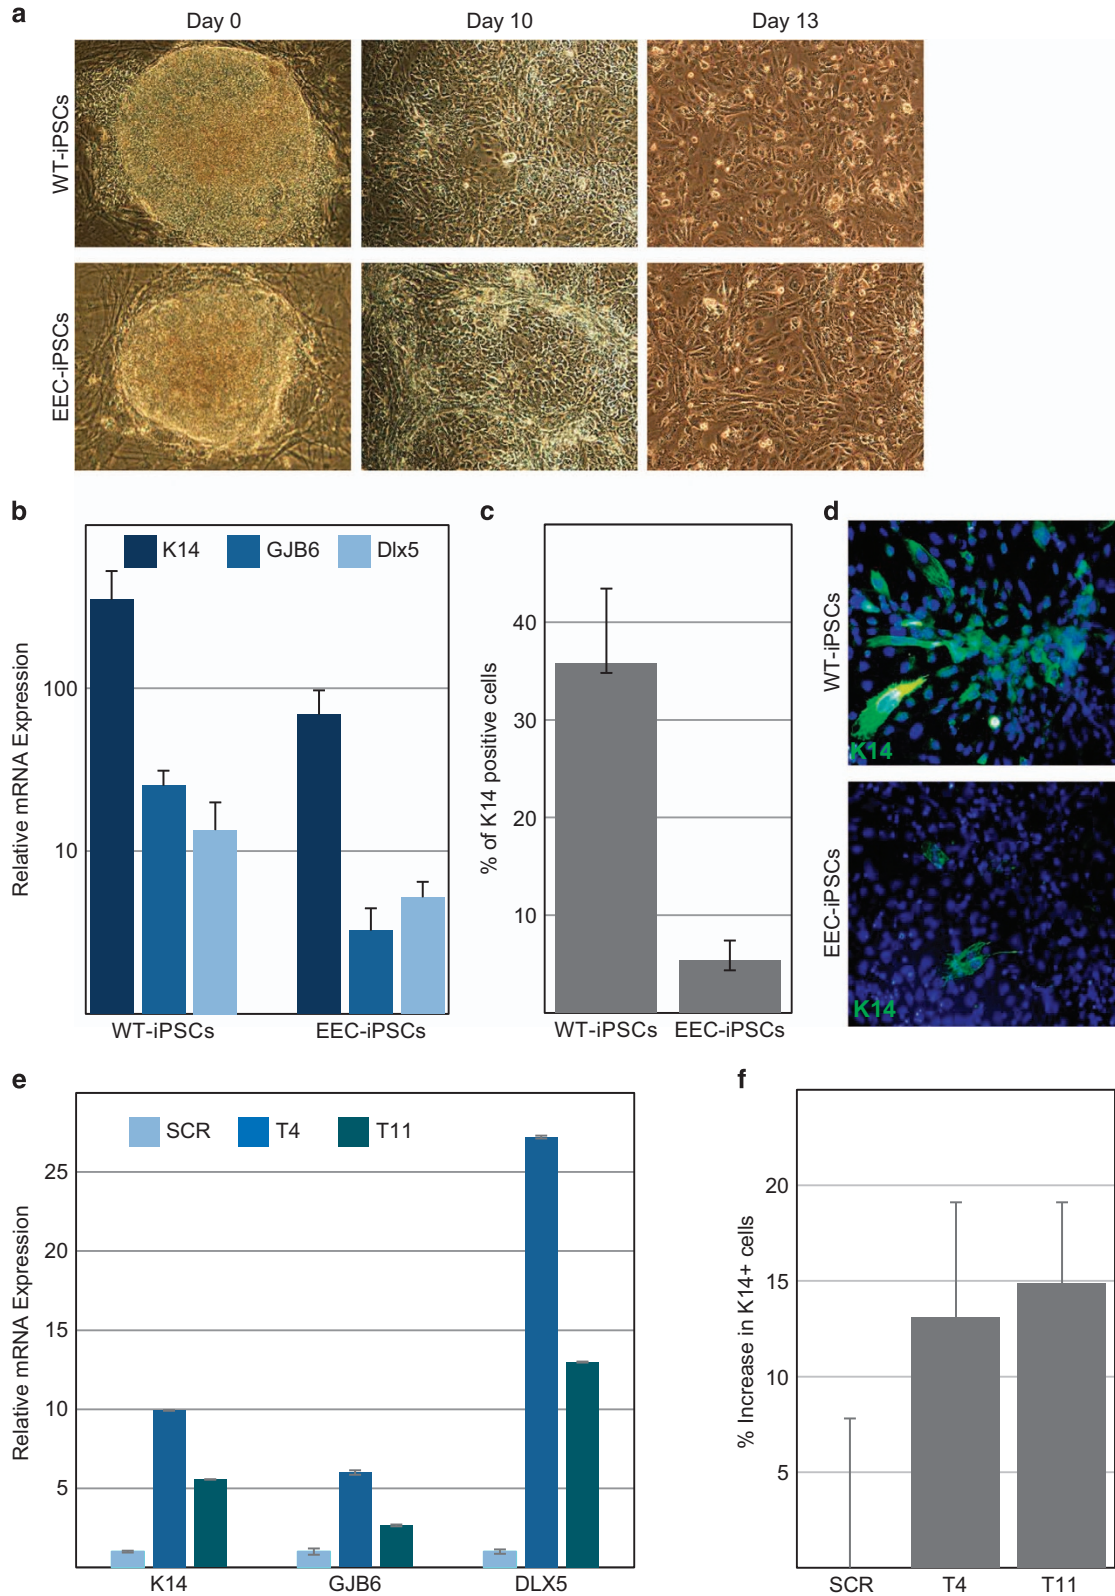 a
Day 0 Day 10 Day 13
WT-iPSCs
EEC-iPSCs
b
K14 GJB6 Dlx5
Relative mRNA Expression
100
10
WT-iPSCs EEC-iPSCs
c
% of K14 positive cells
40
30
20
10
WT-iPSCs EEC-iPSCs
d
WT-iPSCs
K14
EEC-iPSCs
K14
e
SCR T4 T11
Relative mRNA Expression
25
20
15
10
5
K14 GJB6 DLX5
f
% Increase in K14+ cells
20
15
10
5
SCR T4 T11